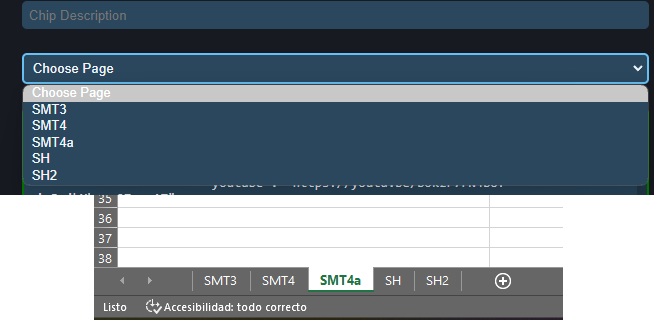 Chip Description
Choose Page
Choose Page
SMT3
SMT4
SMT4a
SH
SH2
35
36
37
38
SMT3 SMT4 SMT4a SH SH2
Listo Accesibilidad: todo correcto